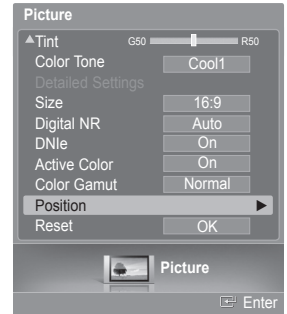 Picture
▲Tint G50 R50
Color Tone Cool1
Detailed Settings
Size 16:9
Digital NR Auto
DNIe On
Active Color On
Color Gamut Normal
Position ►
Reset OK
Picture
Enter